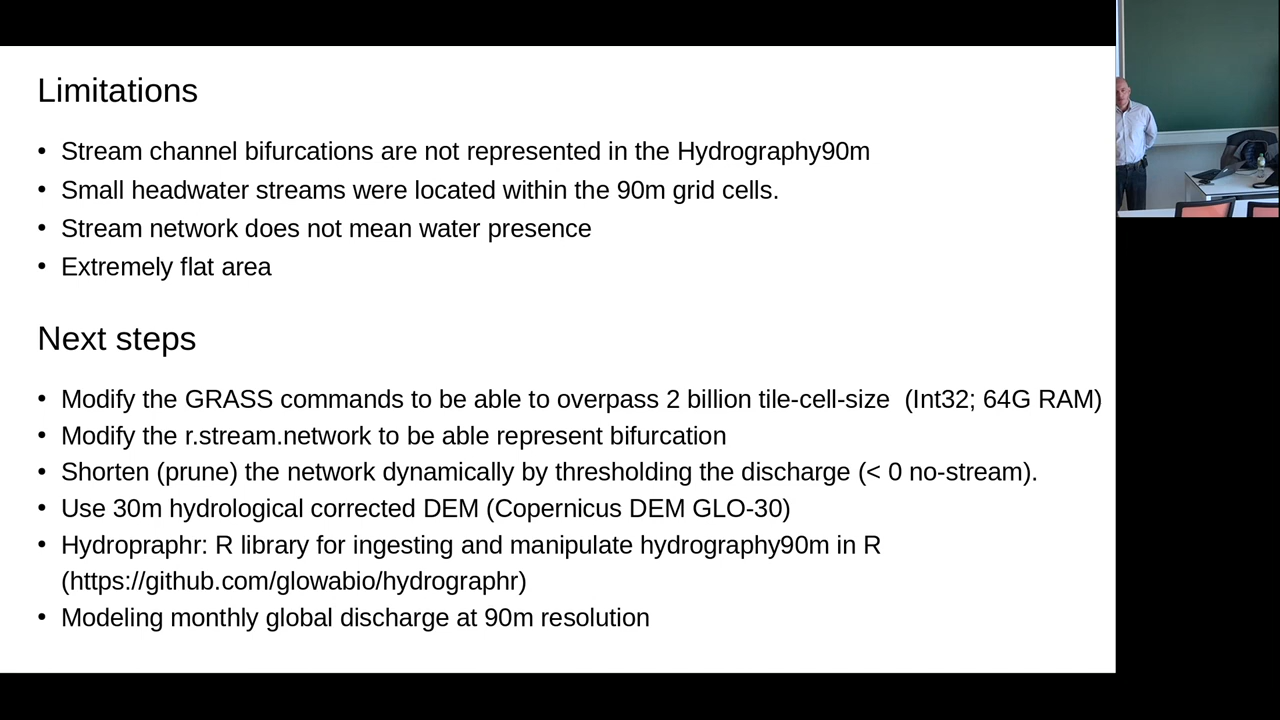 Limitations
• Stream channel bifurcations are not represented in the Hydrography90m
• Small headwater streams were located within the 90m grid cells.
• Stream network does not mean water presence
• Extremely flat area
Next steps
• Modify the GRASS commands to be able to overpass 2 billion tile-cell-size  (Int32; 64G RAM)
• Modify the r.stream.network to be able represent bifurcation
• Shorten (prune) the network dynamically by thresholding the discharge (< 0 no-stream).
• Use 30m hydrological corrected DEM (Copernicus DEM GLO-30)
• Hydropraphr: R library for ingesting and manipulate hydrography90m in R
(https://github.com/glowabio/hydrographr)
• Modeling monthly global discharge at 90m resolution